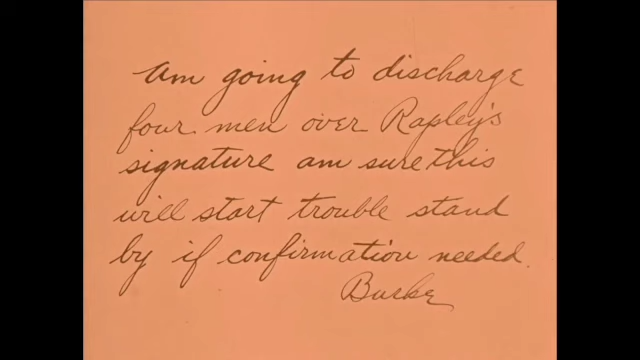 am going to discharge
four men over Rapley's
signature am sure this
will start trouble stand
by if confirmation needed.
Burke